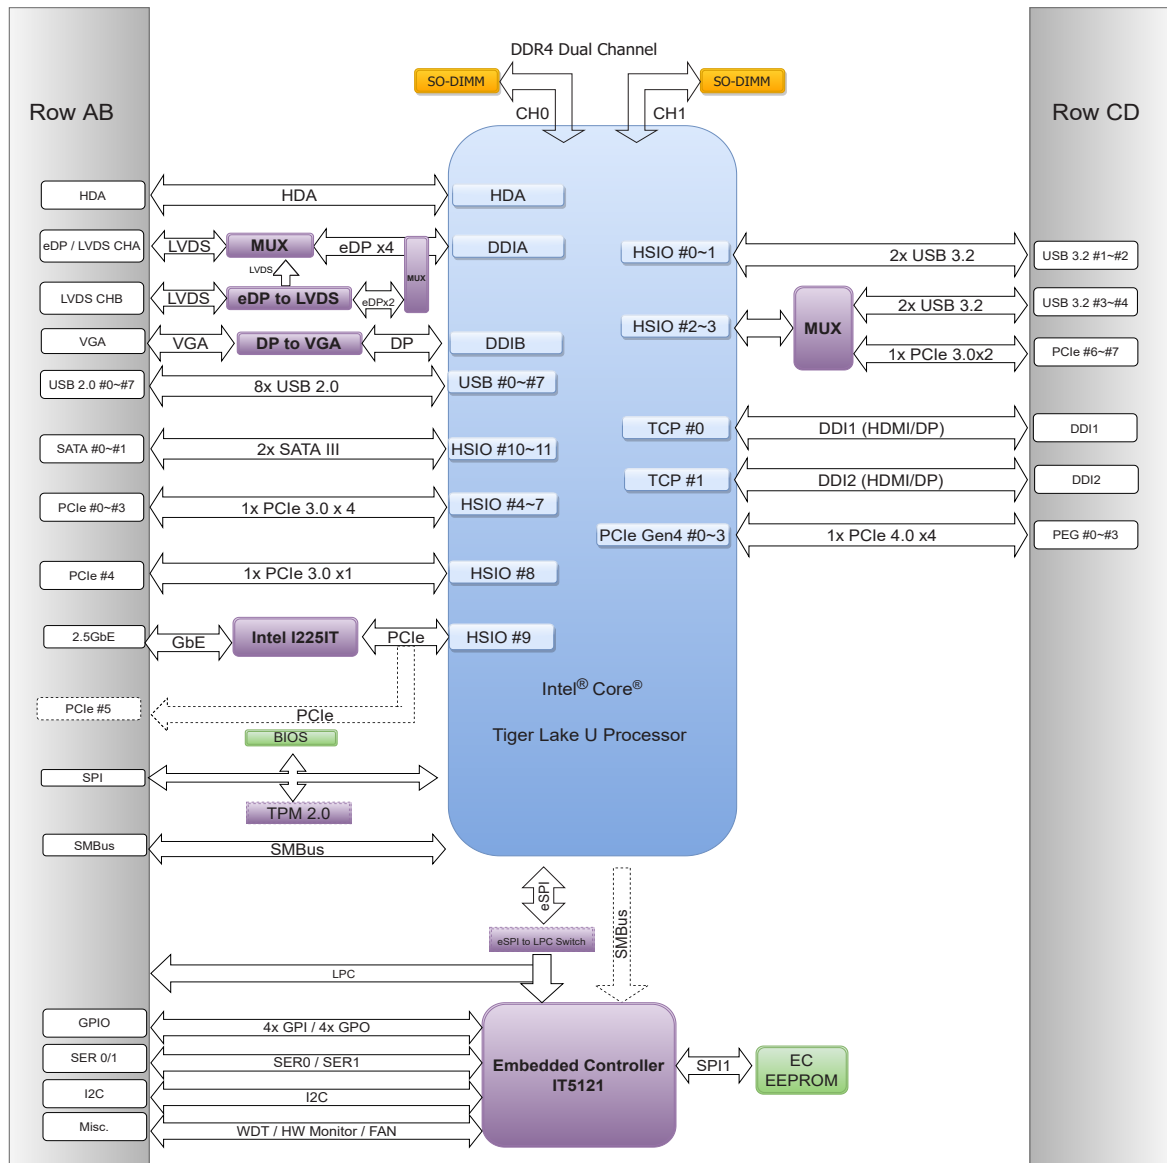 DDR4 Dual Channel
SO-DIMM
SO-DIMM
CH0
CH1
Row AB
Row CD
HDA
HDA
HDA
eDP / LVDS CHA
LVDS
MUX
eDP x4
DDIA
LVDS
MUX
LVDS CHB
LVDS
eDP to LVDS
eDPx2
VGA
VGA
DP to VGA
DP
DDIB
USB 2.0 #0~#7
8x USB 2.0
USB #0~#7
SATA #0~#1
2x SATA III
HSIO #10~11
PCIe #0~#3
1x PCIe 3.0 x 4
HSIO #4~7
PCIe #4
1x PCIe 3.0 x1
HSIO #8
2.5GbE
GbE
Intel I225IT
PCIe
HSIO #9
PCIe #5
PCIe
BIOS
SPI
TPM 2.0
SMBus
SMBus
HSIO #0~1
2x USB 3.2
USB 3.2 #1~#2
HSIO #2~3
MUX
2x USB 3.2
USB 3.2 #3~#4
1x PCIe 3.0x2
PCIe #6~#7
TCP #0
DDI1 (HDMI/DP)
DDI1
TCP #1
DDI2 (HDMI/DP)
DDI2
PCIe Gen4 #0~3
1x PCIe 4.0 x4
PEG #0~#3
Intel® Core®
Tiger Lake U Processor
eSPI
SMBus
eSPI to LPC Switch
LPC
GPIO
4x GPI / 4x GPO
SER 0/1
SER0 / SER1
I2C
I2C
Misc.
WDT / HW Monitor / FAN
Embedded Controller
IT5121
SPI1
EC
EEPROM